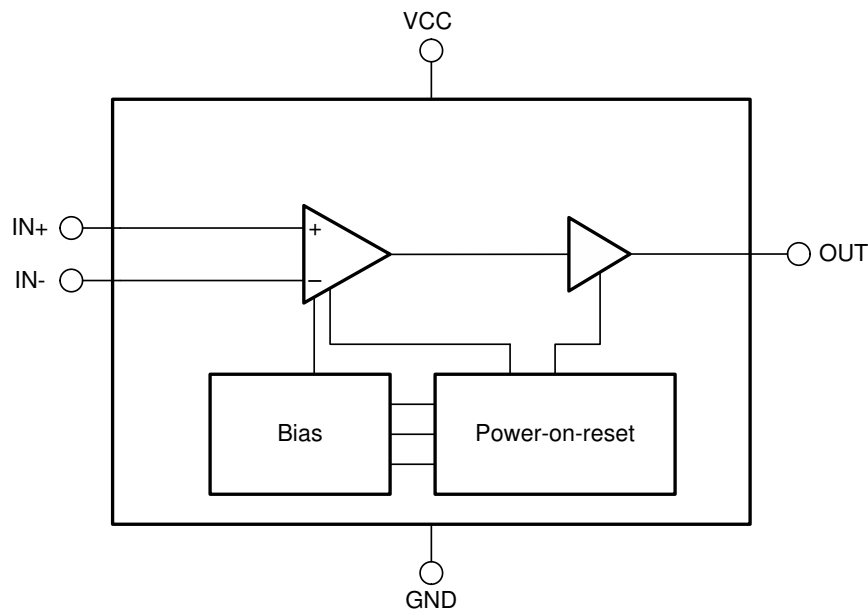 VCC
IN+
+
IN-
−
OUT
Bias
Power-on-reset
GND